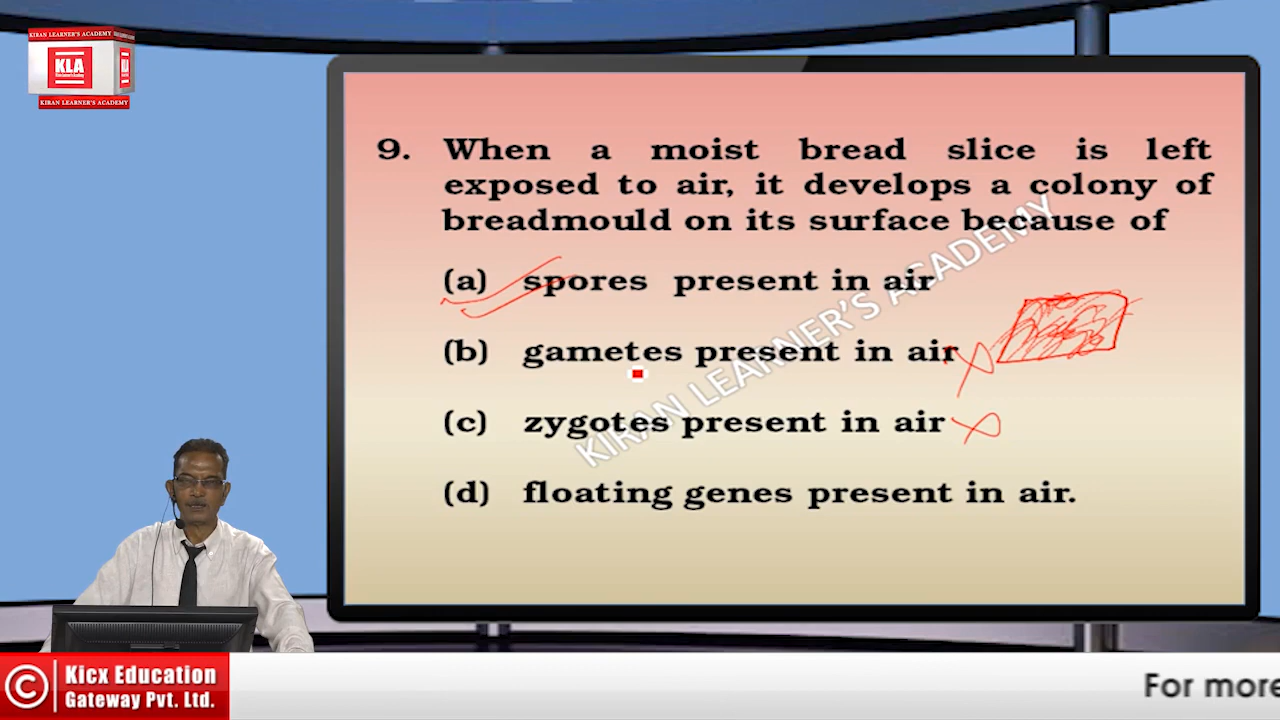 KIRAN LEARNER'S ACADEMY
KLA
KIRAN LEARNER'S ACADEMY
9. When a moist bread slice is left
exposed to air, it develops a colony of
breadmould on its surface because of
(a) spores present in air
(b) gametes present in air
(c) zygotes present in air
(d) floating genes present in air.
KIRAN LEARNER'S ACADEMY
© Kicx Education
Gateway Pvt. Ltd.
For more